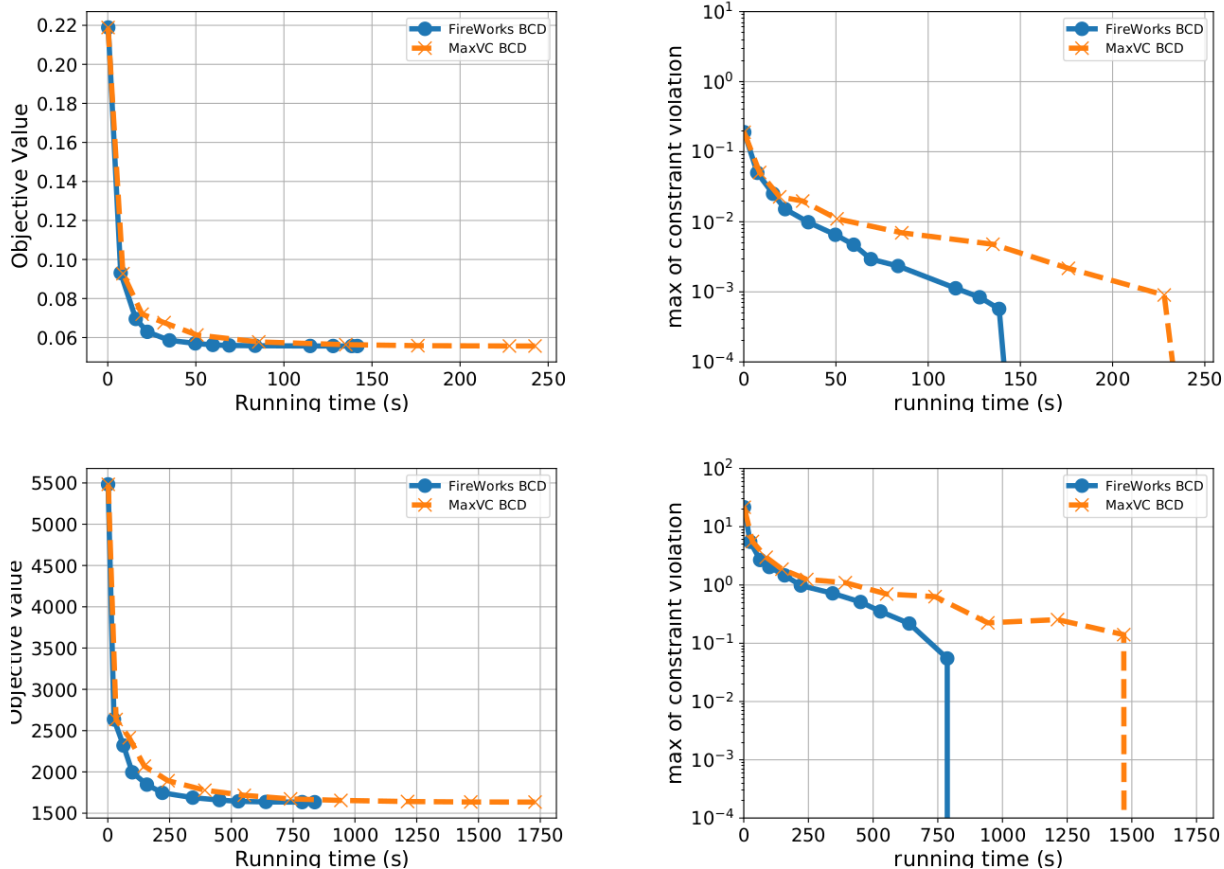 0.22
0.20
0.18
0.16
0.14
0.12
0.10
0.08
0.06
Objective Value
FireWorks BCD
MaxVC BCD
0 50 100 150 200 250
Running time (s)
10^1
10^0
10^-1
10^-2
10^-3
10^-4
max of constraint violation
FireWorks BCD
MaxVC BCD
0 50 100 150 200 250
running time (s)
5500
5000
4500
4000
3500
3000
2500
2000
1500
Objective Value
FireWorks BCD
MaxVC BCD
0 250 500 750 1000 1250 1500 1750
Running time (s)
10^2
10^1
10^0
10^-1
10^-2
10^-3
10^-4
max of constraint violation
FireWorks BCD
MaxVC BCD
0 250 500 750 1000 1250 1500 1750
running time (s)